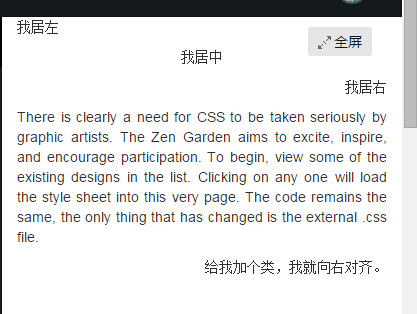 我居左
全屏
我居中
我居右
There is clearly a need for CSS to be taken seriously by
graphic artists. The Zen Garden aims to excite, inspire,
and encourage participation. To begin, view some of the
existing designs in the list. Clicking on any one will load
the style sheet into this very page. The code remains the
same, the only thing that has changed is the external .css
file.
给我加个类，我就向右对齐。